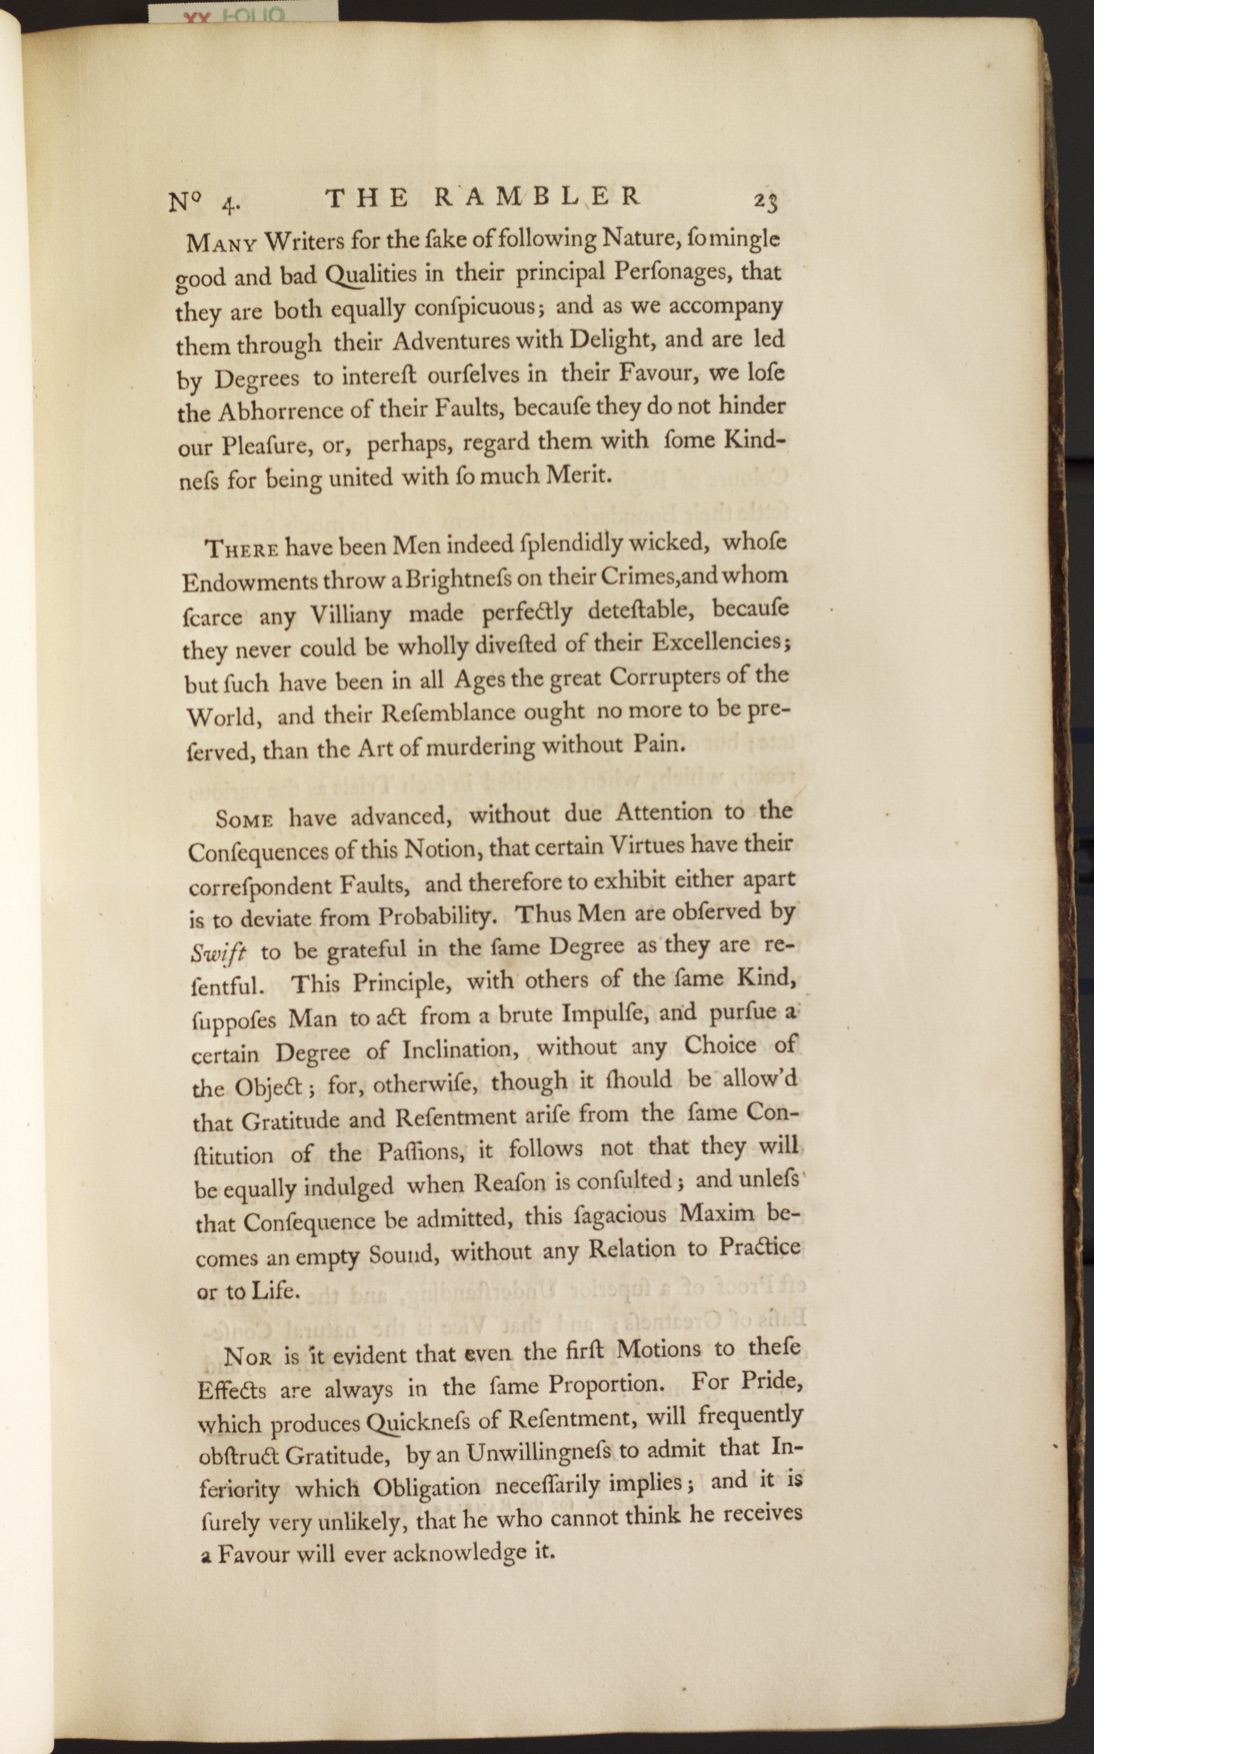 XX FOLIO
Nº 4. THE RAMBLER 23
MANY Writers for the ſake of following Nature, ſo mingle
good and bad Qualities in their principal Perſonages, that
they are both equally conſpicuous; and as we accompany
them through their Adventures with Delight, and are led
by Degrees to intereſt ourſelves in their Favour, we loſe
the Abhorrence of their Faults, becauſe they do not hinder
our Pleaſure, or, perhaps, regard them with ſome Kind-
neſs for being united with ſo much Merit.
THERE have been Men indeed ſplendidly wicked, whoſe
Endowments throw a Brightneſs on their Crimes, and whom
ſcarce any Villiany made perfectly deteſtable, becauſe
they never could be wholly diveſted of their Excellencies;
but ſuch have been in all Ages the great Corrupters of the
World, and their Reſemblance ought no more to be pre-
ſerved, than the Art of murdering without Pain.
SOME have advanced, without due Attention to the
Conſequences of this Notion, that certain Virtues have their
correſpondent Faults, and therefore to exhibit either apart
is to deviate from Probability. Thus Men are obſerved by
Swift to be grateful in the ſame Degree as they are re-
ſentful. This Principle, with others of the ſame Kind,
ſuppoſes Man to act from a brute Impulſe, and purſue a
certain Degree of Inclination, without any Choice of
the Object; for, otherwiſe, though it ſhould be allow'd
that Gratitude and Reſentment ariſe from the ſame Con-
ſtitution of the Paſſions, it follows not that they will
be equally indulged when Reaſon is conſulted; and unleſs
that Conſequence be admitted, this ſagacious Maxim be-
comes an empty Sound, without any Relation to Practice
or to Life.
NOR is it evident that even the firſt Motions to theſe
Effects are always in the ſame Proportion. For Pride,
which produces Quickneſs of Reſentment, will frequently
obſtruct Gratitude, by an Unwillingneſs to admit that In-
feriority which Obligation neceſſarily implies; and it is
ſurely very unlikely, that he who cannot think he receives
a Favour will ever acknowledge it.